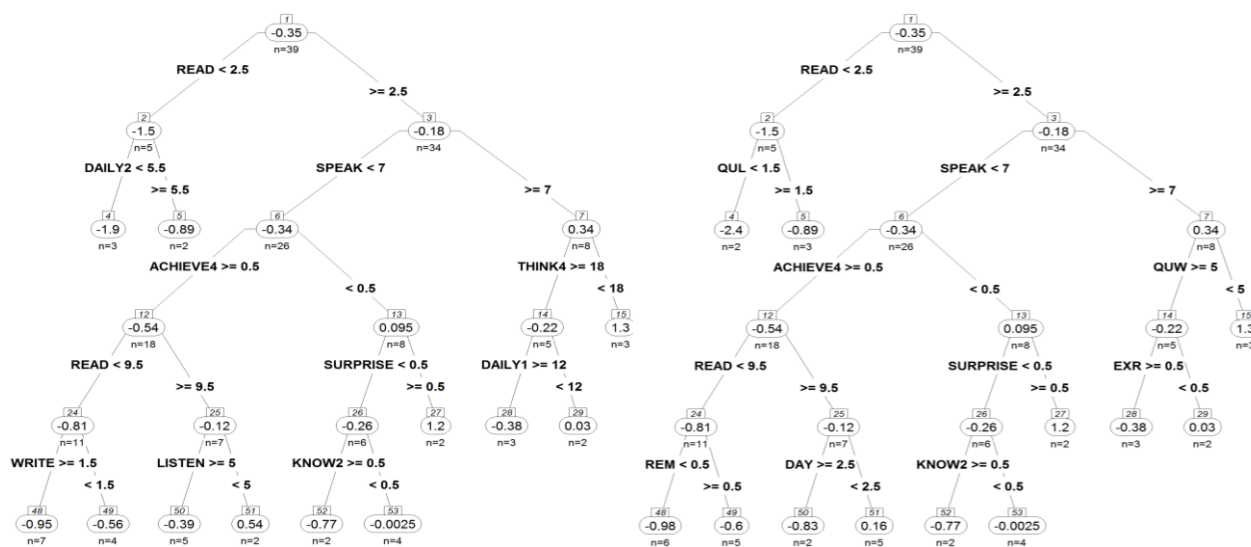 1 1
-0.35 -0.35
n=39 n=39
READ < 2.5 READ < 2.5
>= 2.5 >= 2.5
2 3 2 3
-1.5 -0.18 -1.5 -0.18
n=5 n=34 n=5 n=34
DAILY2 < 5.5 SPEAK < 7 QUL < 1.5 SPEAK < 7
>= 5.5 >= 7 >= 1.5 >= 7
4 5 6 7 4 5 6 7
-1.9 -0.89 -0.34 0.34 -2.4 -0.89 -0.34 0.34
n=3 n=2 n=26 n=8 n=2 n=3 n=26 n=8
ACHIEVE4 >= 0.5 THINK4 >= 18 ACHIEVE4 >= 0.5 QUW >= 5
< 0.5 < 18 < 0.5 < 5
12 13 14 15 12 13 14 15
-0.54 0.095 -0.22 1.3 -0.54 0.095 -0.22 1.3
n=18 n=8 n=5 n=3 n=18 n=8 n=5
READ < 9.5 SURPRISE < 0.5 DAILY1 >= 12 READ < 9.5 SURPRISE < 0.5 EXR >= 0.5
>= 9.5 >= 0.5 < 12 >= 9.5 >= 0.5 < 0.5
24 25 26 27 28 29 24 25 26 27 28 29
-0.81 -0.12 -0.26 1.2 -0.38 0.03 -0.81 -0.12 -0.26 1.2 -0.38 0.03
n=11 n=7 n=6 n=2 n=3 n=2 n=11 n=7 n=6 n=2 n=3 n=2
WRITE >= 1.5 LISTEN >= 5 KNOW2 >= 0.5 REM < 0.5 DAY >= 2.5 KNOW2 >= 0.5
< 1.5 < 5 < 0.5 >= 0.5 < 2.5 < 0.5
48 49 50 51 52 53 48 49 50 51 52 53
-0.95 -0.56 -0.39 0.54 -0.77 -0.0025 -0.98 -0.6 -0.83 0.16 -0.77 -0.0025
n=7 n=4 n=5 n=2 n=2 n=4 n=6 n=5 n=2 n=5 n=2 n=4